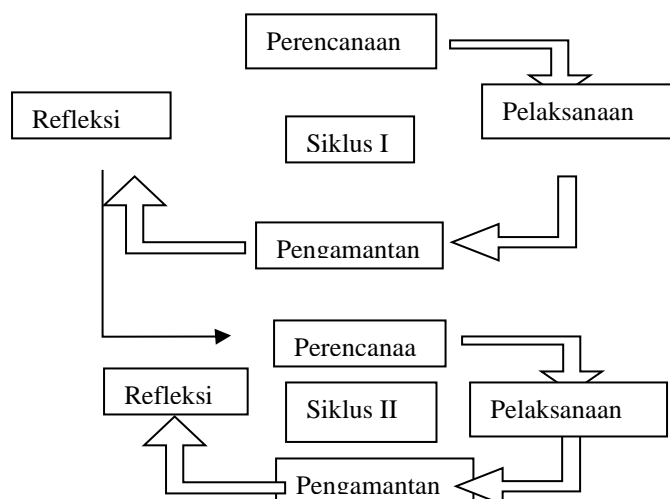 Perencanaan
Refleksi
Pelaksanaan
Siklus I
Pengamantan
Perencanaa
Refleksi
Siklus II
Pelaksanaan
Pengamantan